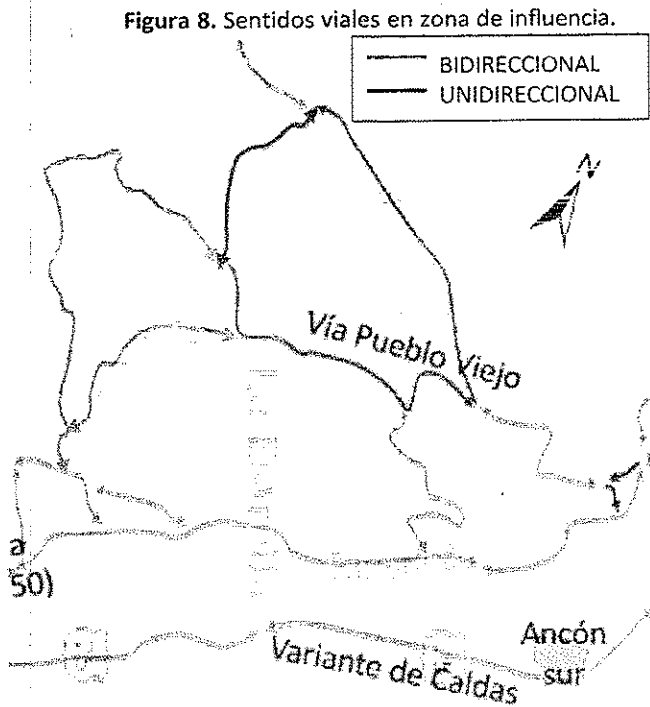 Figura 8. Sentidos viales en zona de influencia.
BIDIRECCIONAL
UNIDIRECCIONAL
N
Vía Pueblo Viejo
a
50)
Variante de Caldas
Ancón
sur